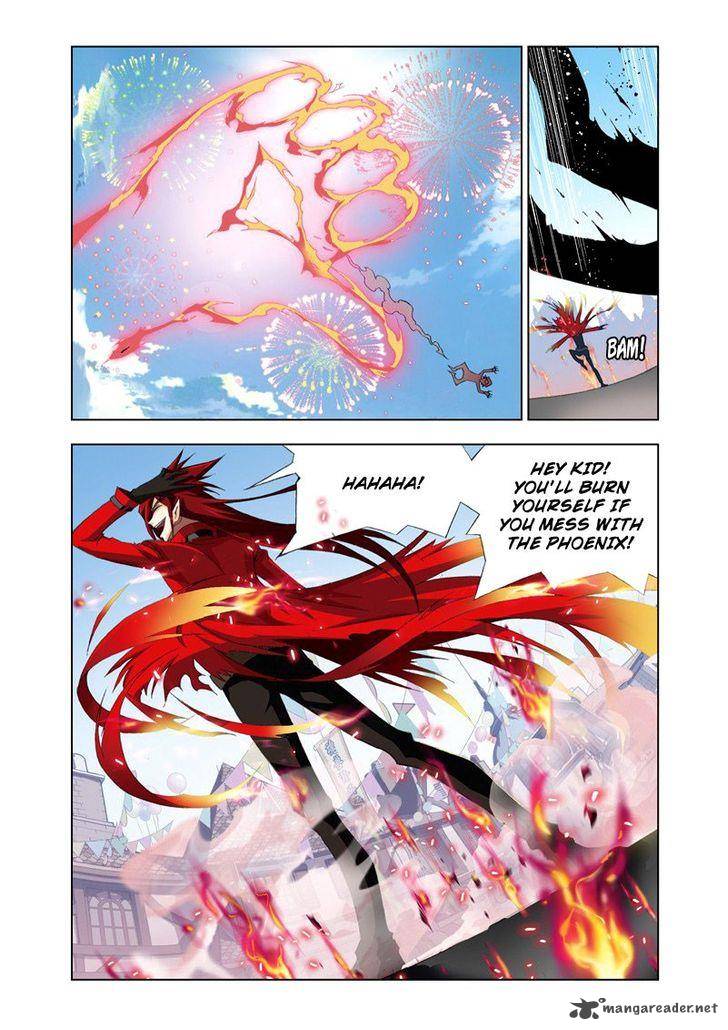 BAM!
HAHAHA!
HEY KID!
YOU'LL BURN
YOURSELF IF
YOU MESS WITH
THE PHOENIX!
mangareader.net